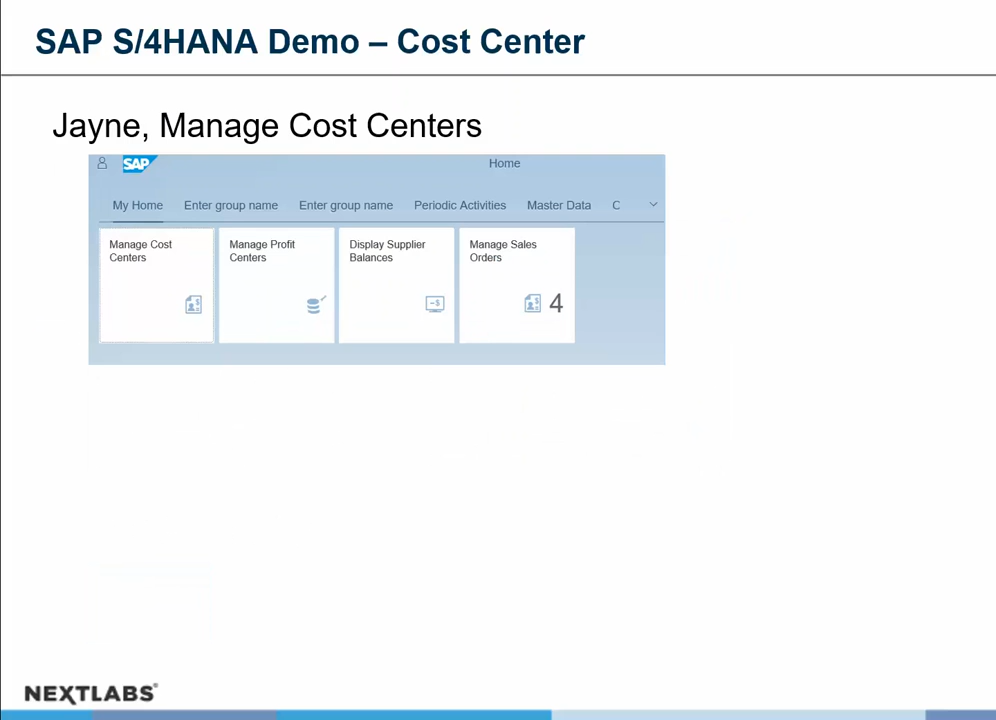 SAP S/4HANA Demo – Cost Center
Jayne, Manage Cost Centers
SAP
Home
My Home
Enter group name
Enter group name
Periodic Activities
Master Data
C
Manage Cost
Centers
Manage Profit
Centers
Display Supplier
Balances
Manage Sales
Orders
4
NEXTLABS®